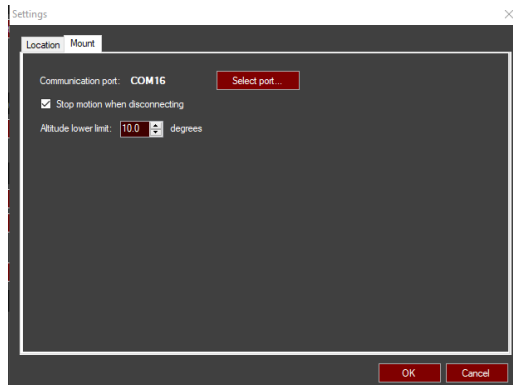 Settings
Location Mount
Communication port: COM16 Select port...
Stop motion when disconnecting
Altitude lower limit: 10.0 degrees
OK Cancel